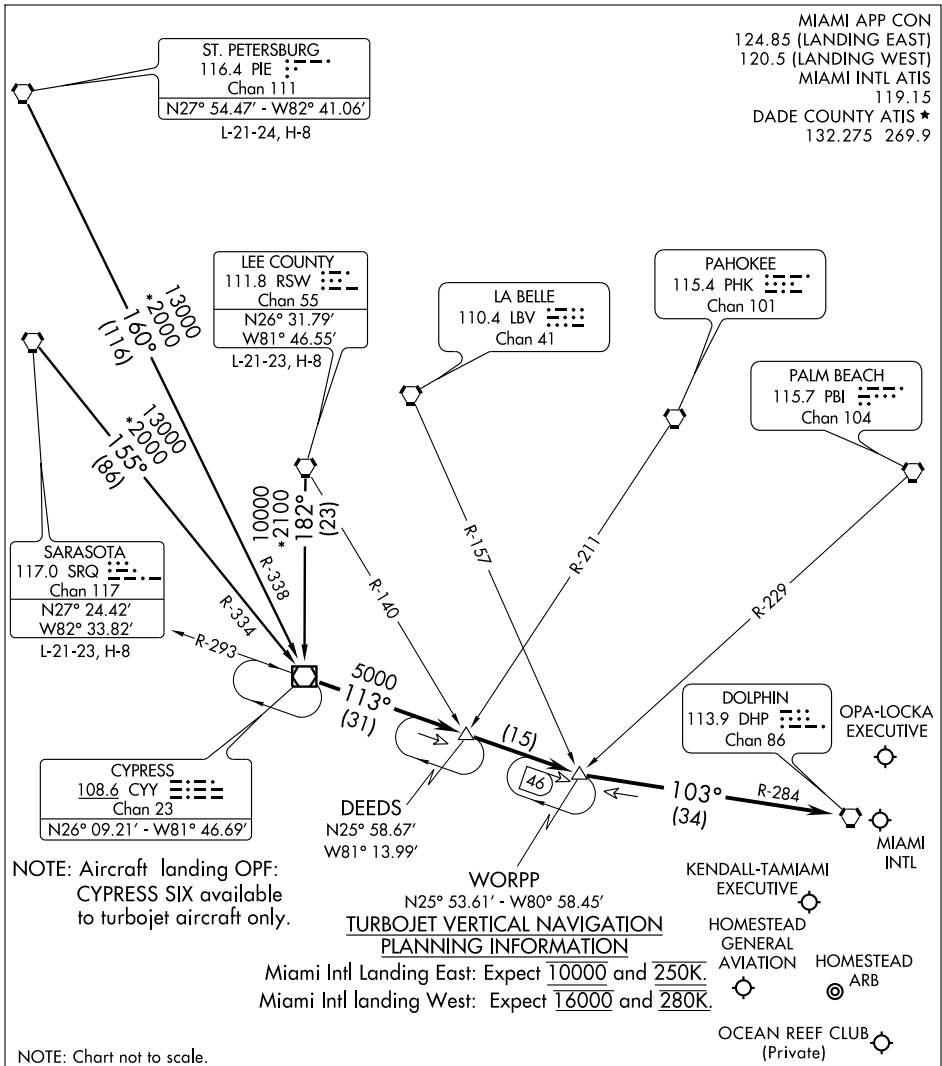 MIAMI APP CON
124.85 (LANDING EAST)
120.5 (LANDING WEST)
MIAMI INTL ATIS
119.15
DADE COUNTY ATIS ★
132.275 269.9
ST. PETERSBURG
116.4 PIE
Chan 111
N27° 54.47′ - W82° 41.06′
L-21-24, H-8
LEE COUNTY
111.8 RSW
Chan 55
N26° 31.79′
W81° 46.55′
L-21-23, H-8
LA BELLE
110.4 LBV
Chan 41
PAHOKEE
115.4 PHK
Chan 101
PALM BEACH
115.7 PBI
Chan 104
13000
*2000
160°
(116)
13000
*2000
155°
(86)
10000
*2100
182°
(23)
R-338
R-334
R-140
R-157
R-211
R-229
SARASOTA
117.0 SRQ
Chan 117
N27° 24.42′
W82° 33.82′
L-21-23, H-8
R-293
5000
113°
(31)
(15)
46
103°
(34)
R-284
DOLPHIN
113.9 DHP
Chan 86
OPA-LOCKA
EXECUTIVE
MIAMI
INTL
CYPRESS
108.6 CYY
Chan 23
N26° 09.21′ - W81° 46.69′
DEEDS
N25° 58.67′
W81° 13.99′
WORPP
N25° 53.61′ - W80° 58.45′
NOTE: Aircraft landing OPF:
CYPRESS SIX available
to turbojet aircraft only.
KENDALL-TAMIAMI
EXECUTIVE
TURBOJET VERTICAL NAVIGATION
PLANNING INFORMATION
Miami Intl Landing East: Expect 10000 and 250K.
Miami Intl landing West: Expect 16000 and 280K.
HOMESTEAD
GENERAL
AVIATION
HOMESTEAD
ARB
OCEAN REEF CLUB
(Private)
NOTE: Chart not to scale.